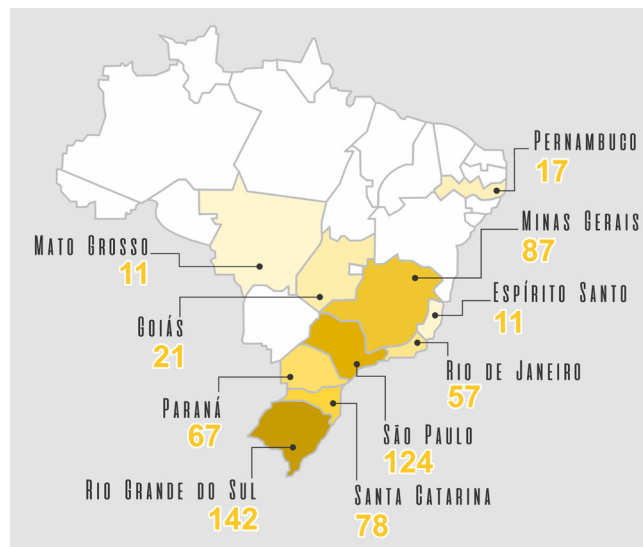 PERNAMBUCO
17
MINAS GERAIS
87
MATO GROSSO
11
ESPÍRITO SANTO
11
GOIÁS
21
RIO DE JANEIRO
57
PARANÁ
67
SÃO PAULO
124
RIO GRANDE DO SUL
142
SANTA CATARINA
78